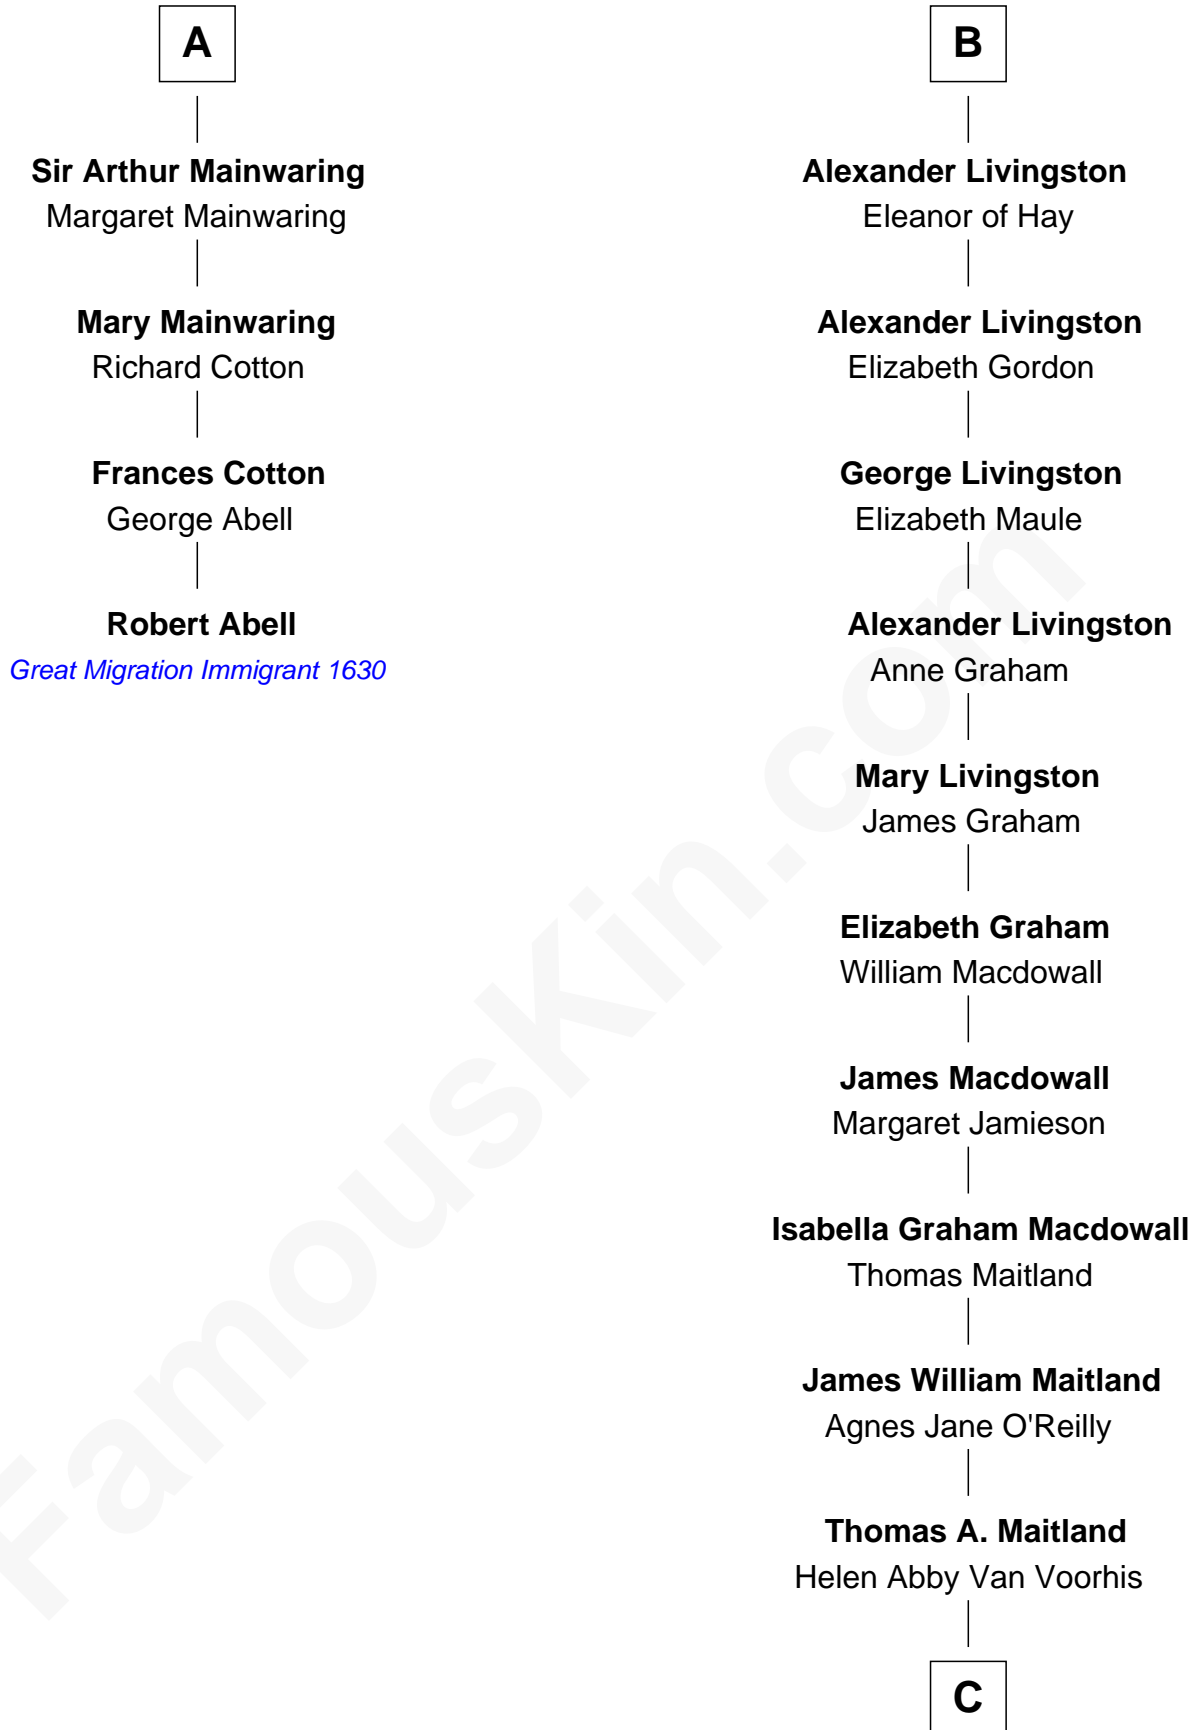 A
Sir Arthur Mainwaring
Margaret Mainwaring
Mary Mainwaring
Richard Cotton
Frances Cotton
George Abell
Robert Abell
Great Migration Immigrant 1630
B
Alexander Livingston
Eleanor of Hay
Alexander Livingston
Elizabeth Gordon
George Livingston
Elizabeth Maule
Alexander Livingston
Anne Graham
Mary Livingston
James Graham
Elizabeth Graham
William Macdowall
James Macdowall
Margaret Jamieson
Isabella Graham Macdowall
Thomas Maitland
James William Maitland
Agnes Jane O'Reilly
Thomas A. Maitland
Helen Abby Van Voorhis
C
FamousKin.com